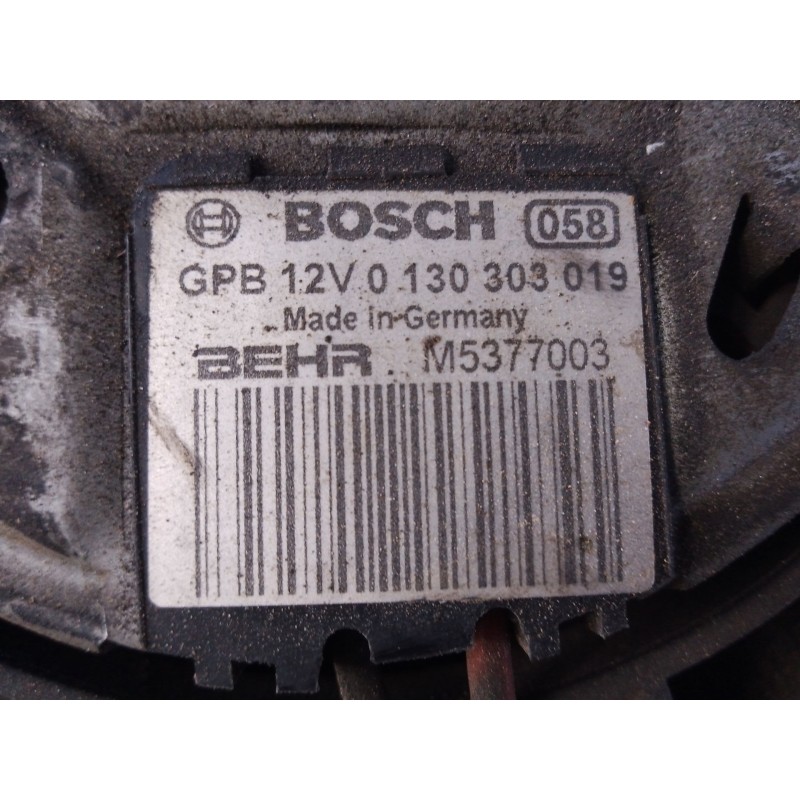 BOSCH 058
GPB 12V 0 130 303 019
Made in Germany
BEHR M5377003